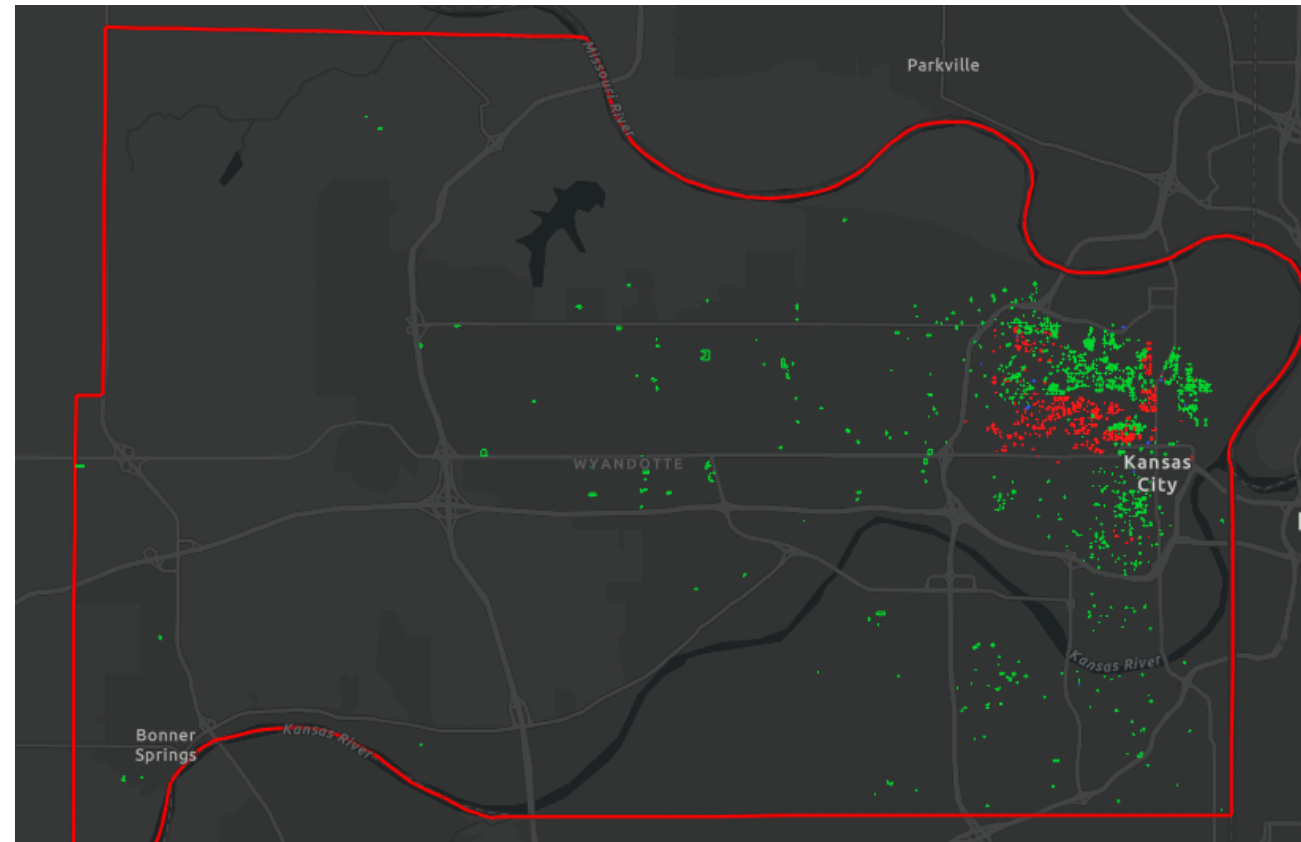 Missouri River
Parkville
WYANDOTTE
Kansas
City
Kansas River
Bonner
Springs
Kansas River